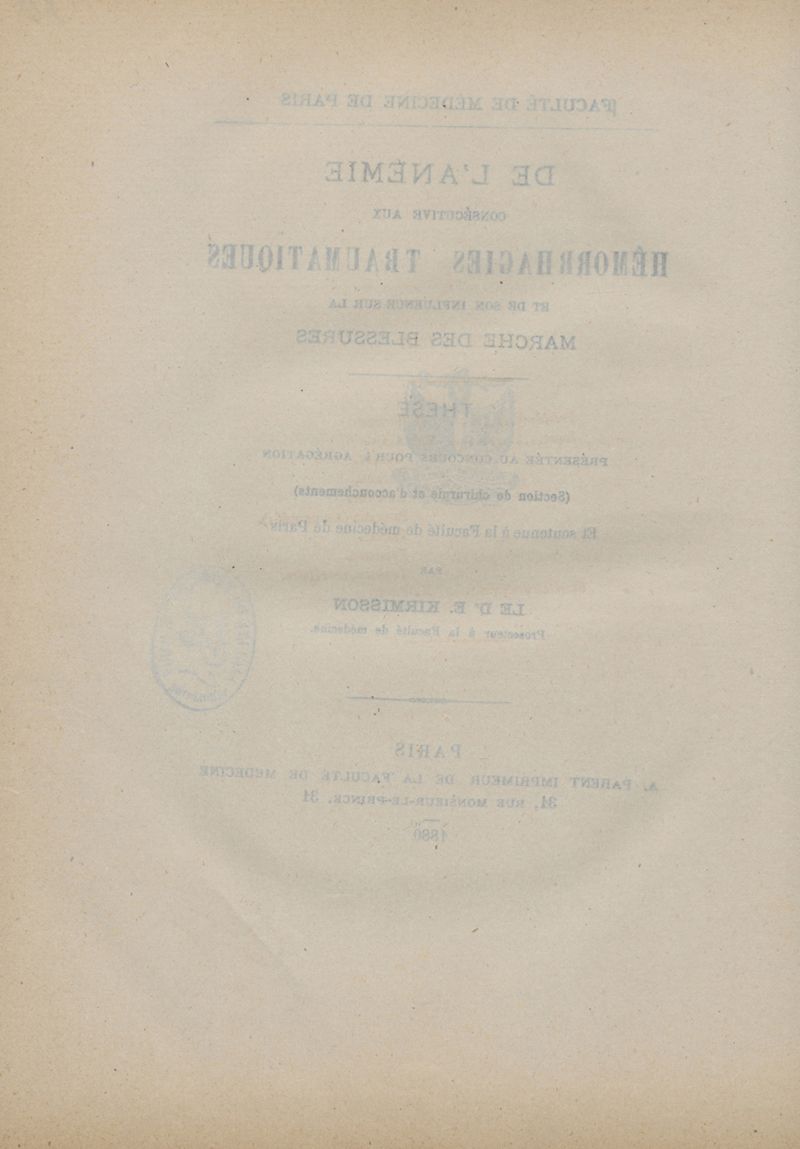 FACULTÉ DE MÉDECINE DE PARIS
DE L'ANÉMIE
CONSÉCUTIVE AUX
HÉMORRHAGIES TRAUMATIQUES
ET DE SON INFLUENCE SUR LA
MARCHE DES BLESSURES
THÈSE
PRÉSENTÉE AU CONCOURS POUR L'AGRÉGATION
(Section de chirurgie et d'accouchements)
Et soutenue à la Faculté de médecine de Paris
PAR
LE Dr E. KIRMISSON
Prosecteur à la Faculté de médecine.
PARIS
A. PARENT IMPRIMEUR DE LA FACULTÉ DE MÉDECINE
31, RUE MONSIEUR-LE-PRINCE, 31
1880